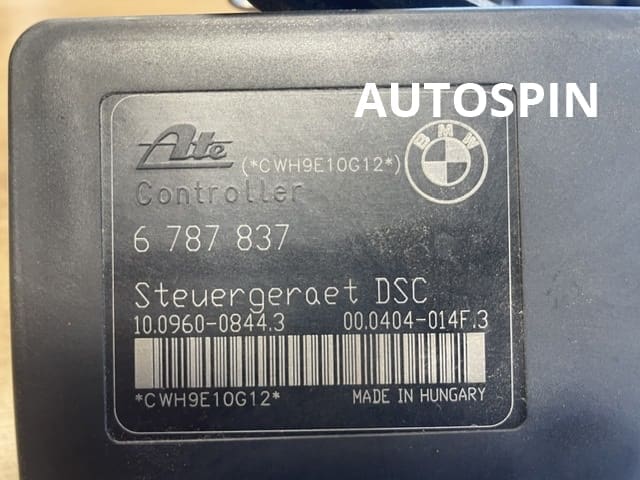 AUTOSPIN
Ate (*CWH9E10G12*) BMW
Controller
6 787 837
Steuergeraet DSC
10.0960-0844.3 00.0404-014F.3
*CWH9E10G12* MADE IN HUNGARY